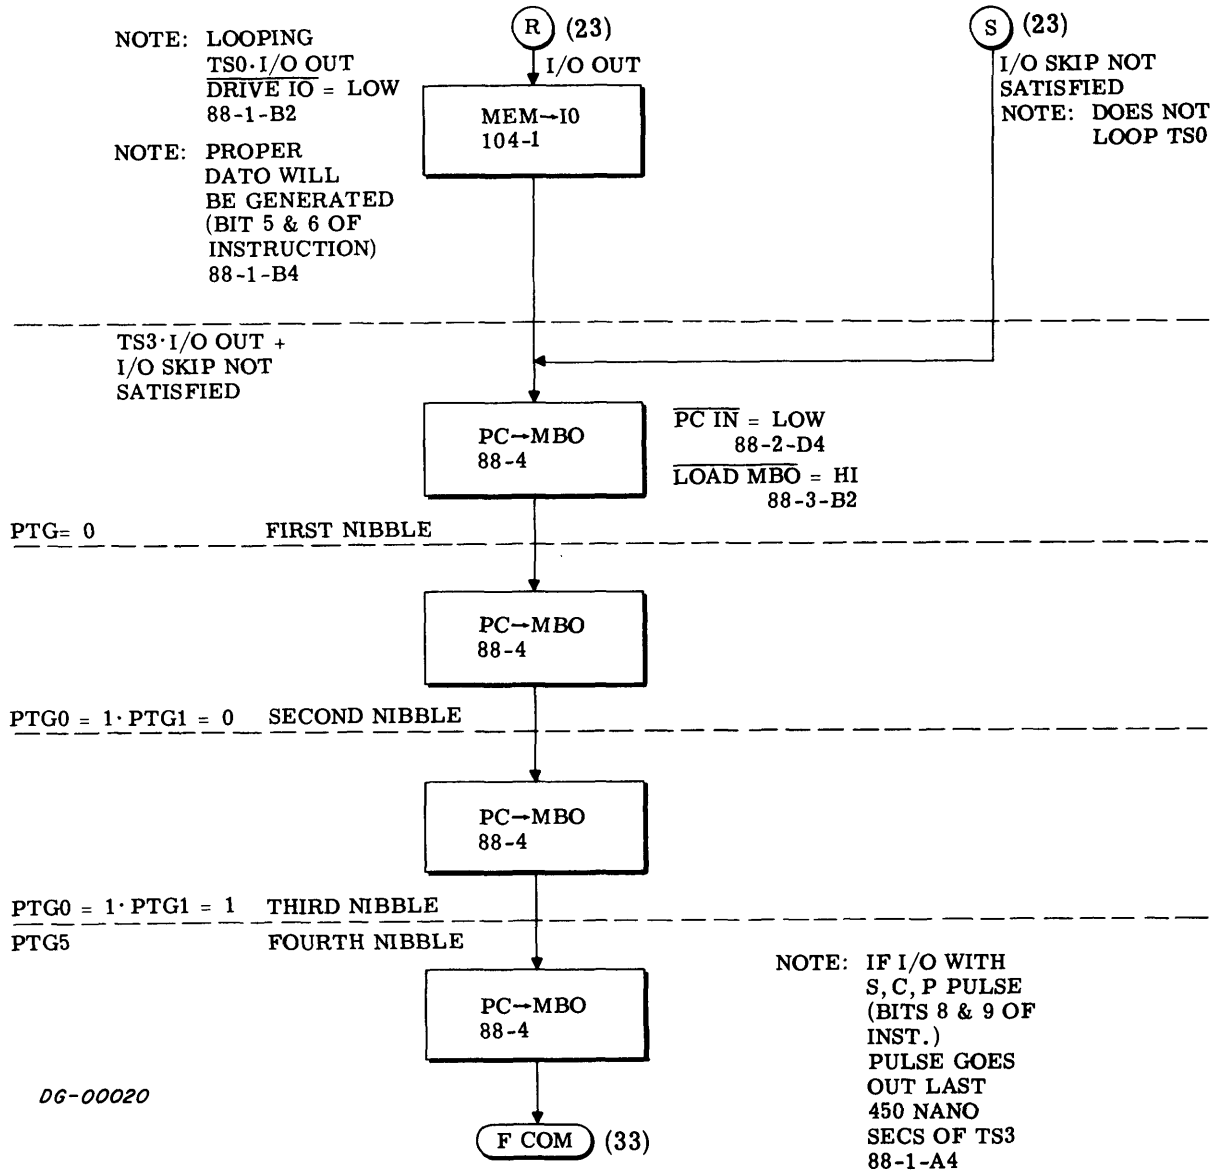 R (23)
I/O OUT
NOTE: LOOPING
TS0·I/O OUT
DRIVE IO = LOW
88-1-B2
NOTE: PROPER
DATO WILL
BE GENERATED
(BIT 5 & 6 OF
INSTRUCTION)
88-1-B4
MEM→I0
104-1
S (23)
I/O SKIP NOT
SATISFIED
NOTE: DOES NOT
LOOP TS0
TS3·I/O OUT +
I/O SKIP NOT
SATISFIED
PC→MBO
88-4
PC IN = LOW
88-2-D4
LOAD MBO = HI
88-3-B2
PTG= 0 FIRST NIBBLE
PC→MBO
88-4
PTG0 = 1·PTG1 = 0 SECOND NIBBLE
PC→MBO
88-4
PTG0 = 1·PTG1 = 1 THIRD NIBBLE
PTG5 FOURTH NIBBLE
PC→MBO
88-4
NOTE: IF I/O WITH
S, C, P PULSE
(BITS 8 & 9 OF
INST.)
PULSE GOES
OUT LAST
450 NANO
SECS OF TS3
88-1-A4
DG-00020
F COM (33)